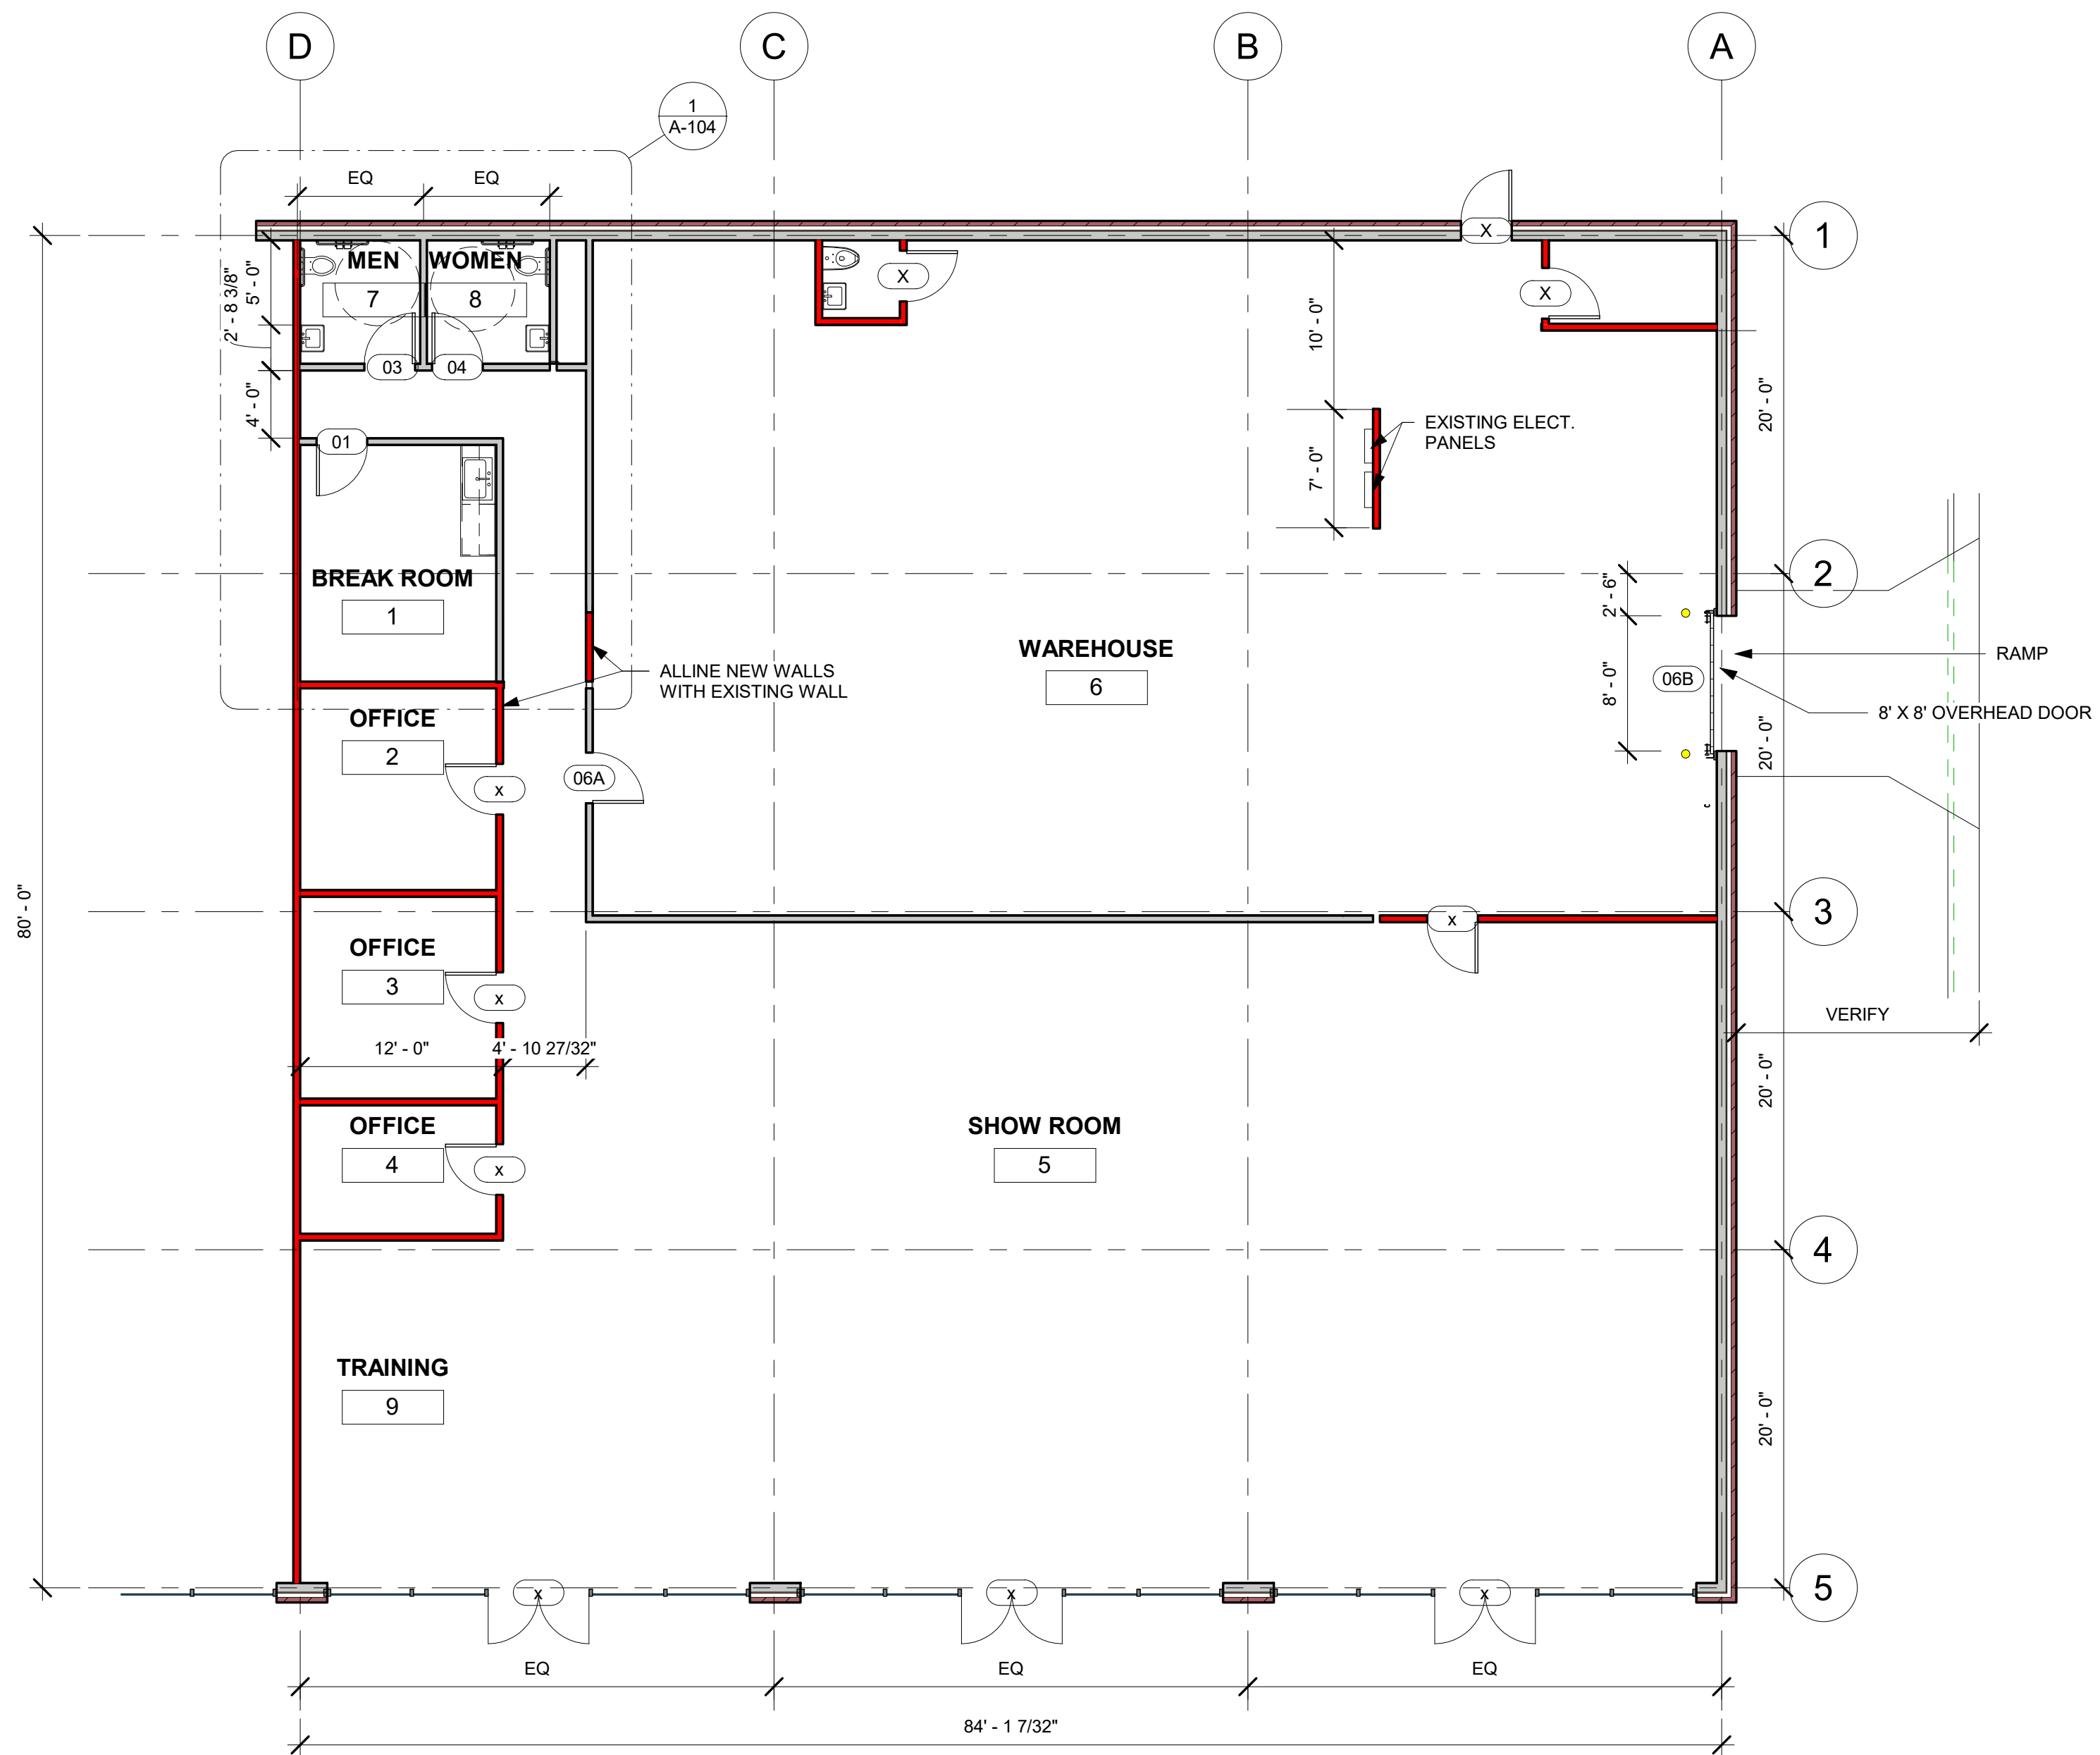 D
C
B
A
1
A-104
EQ
EQ
1
X
MEN
WOMEN
7
8
X
X
5' - 0"
2' - 8 3/8"
10' - 0"
03
04
4' - 0"
20' - 0"
01
EXISTING ELECT.
PANELS
7' - 0"
2
BREAK ROOM
1
2' - 6"
WAREHOUSE
6
RAMP
ALLINE NEW WALLS
WITH EXISTING WALL
06B
8' - 0"
OFFICE
2
8' X 8' OVERHEAD DOOR
20' - 0"
06A
x
80' - 0"
3
x
OFFICE
3
x
VERIFY
12' - 0"
4' - 10 27/32"
20' - 0"
OFFICE
4
x
SHOW ROOM
5
4
TRAINING
9
20' - 0"
x
x
x
5
EQ
EQ
EQ
84' - 1 7/32"